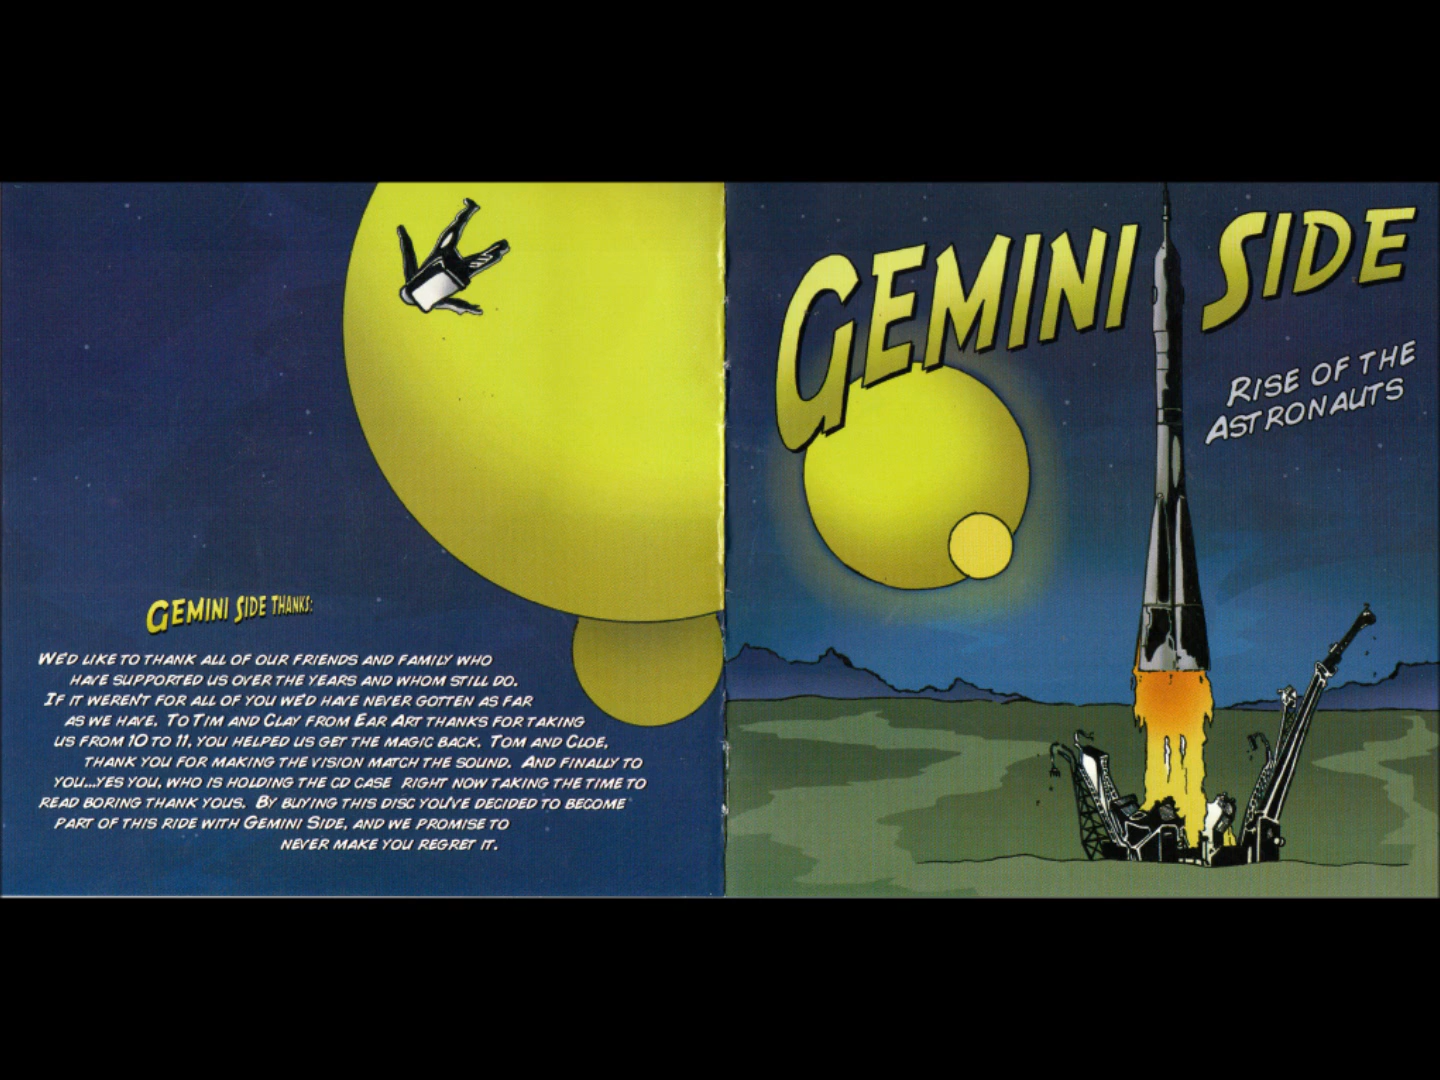 GEMINI SIDE THANKS:
WE'D LIKE TO THANK ALL OF OUR FRIENDS AND FAMILY WHO
HAVE SUPPORTED US OVER THE YEARS AND WHOM STILL DO.
IF IT WEREN'T FOR ALL OF YOU WE'D HAVE NEVER GOTTEN AS FAR
AS WE HAVE. TO TIM AND CLAY FROM EAR ART THANKS FOR TAKING
US FROM 10 TO 11, YOU HELPED US GET THE MAGIC BACK. TOM AND CLOE,
THANK YOU FOR MAKING THE VISION MATCH THE SOUND. AND FINALLY TO
YOU...YES YOU, WHO IS HOLDING THE CD CASE RIGHT NOW TAKING THE TIME TO
READ BORING THANK YOUS. BY BUYING THIS DISC YOU'VE DECIDED TO BECOME
PART OF THIS RIDE WITH GEMINI SIDE, AND WE PROMISE TO
NEVER MAKE YOU REGRET IT.
GEMINI SIDE
RISE OF THE
ASTRONAUTS